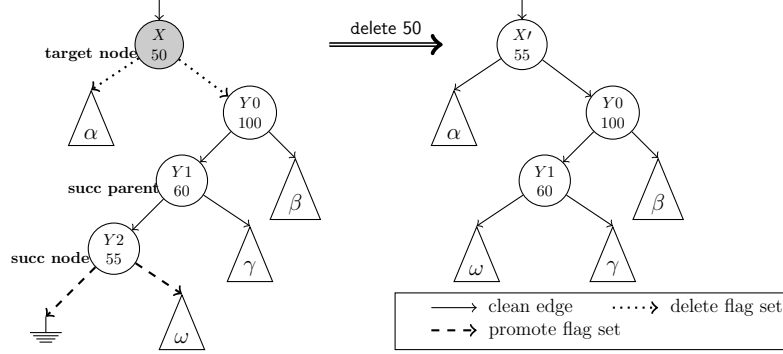 X
50
target node
α
Y0
100
Y1
60
succ parent
β
Y2
55
succ node
γ
ω
delete 50
X′
55
α
Y0
100
Y1
60
β
ω
γ
clean edge
delete flag set
promote flag set